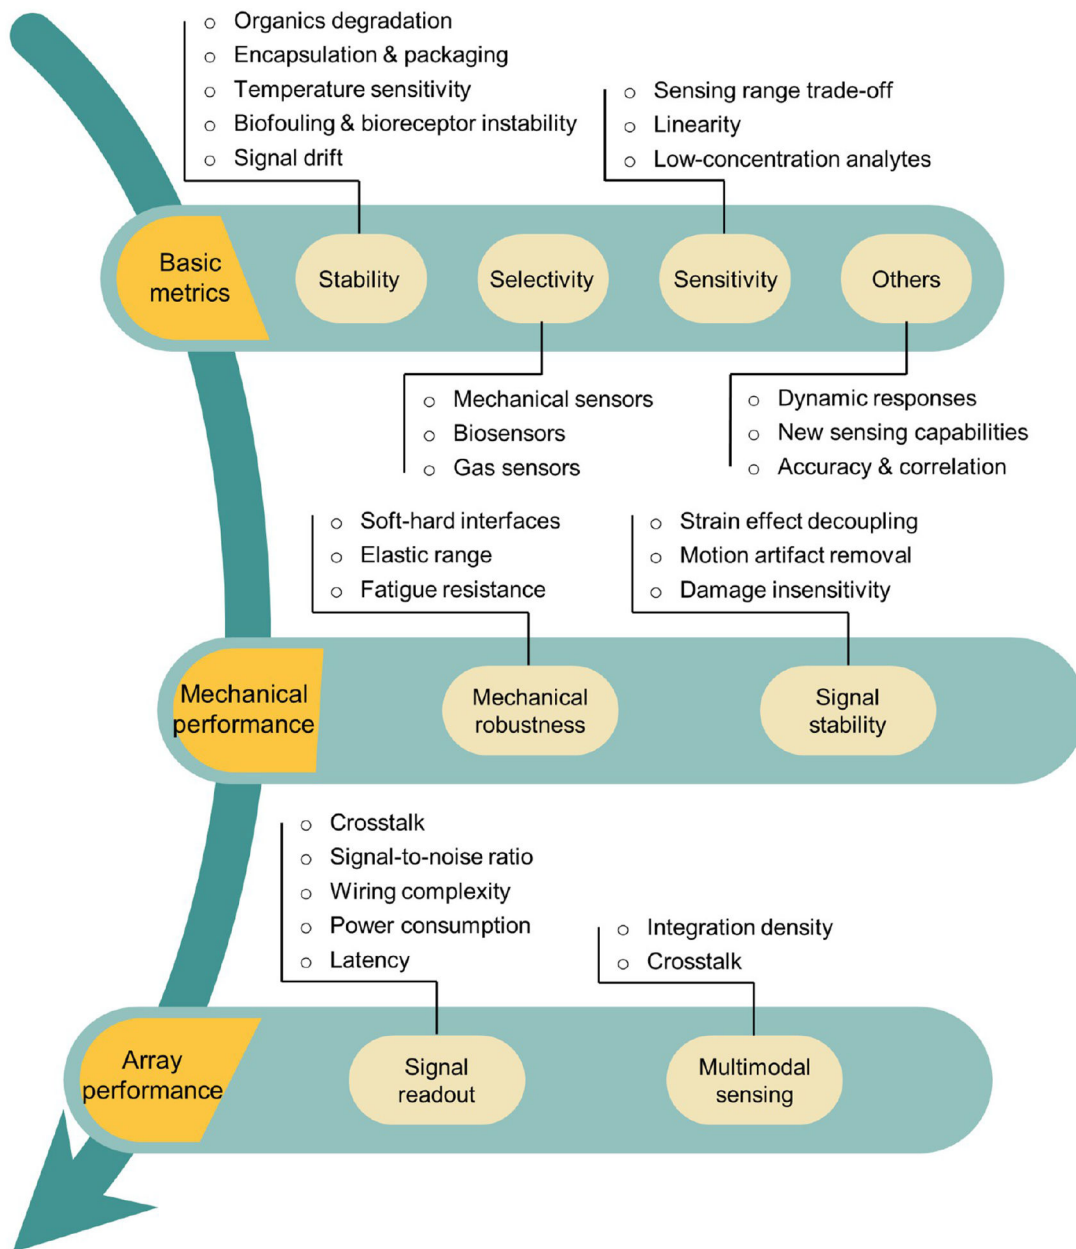 ○ Organics degradation
○ Encapsulation & packaging
○ Temperature sensitivity
○ Biofouling & bioreceptor instability
○ Signal drift
○ Sensing range trade-off
○ Linearity
○ Low-concentration analytes
Basic
metrics
Stability
Selectivity
Sensitivity
Others
○ Mechanical sensors
○ Biosensors
○ Gas sensors
○ Dynamic responses
○ New sensing capabilities
○ Accuracy & correlation
○ Soft-hard interfaces
○ Elastic range
○ Fatigue resistance
○ Strain effect decoupling
○ Motion artifact removal
○ Damage insensitivity
Mechanical
performance
Mechanical
robustness
Signal
stability
○ Crosstalk
○ Signal-to-noise ratio
○ Wiring complexity
○ Power consumption
○ Latency
○ Integration density
○ Crosstalk
Array
performance
Signal
readout
Multimodal
sensing